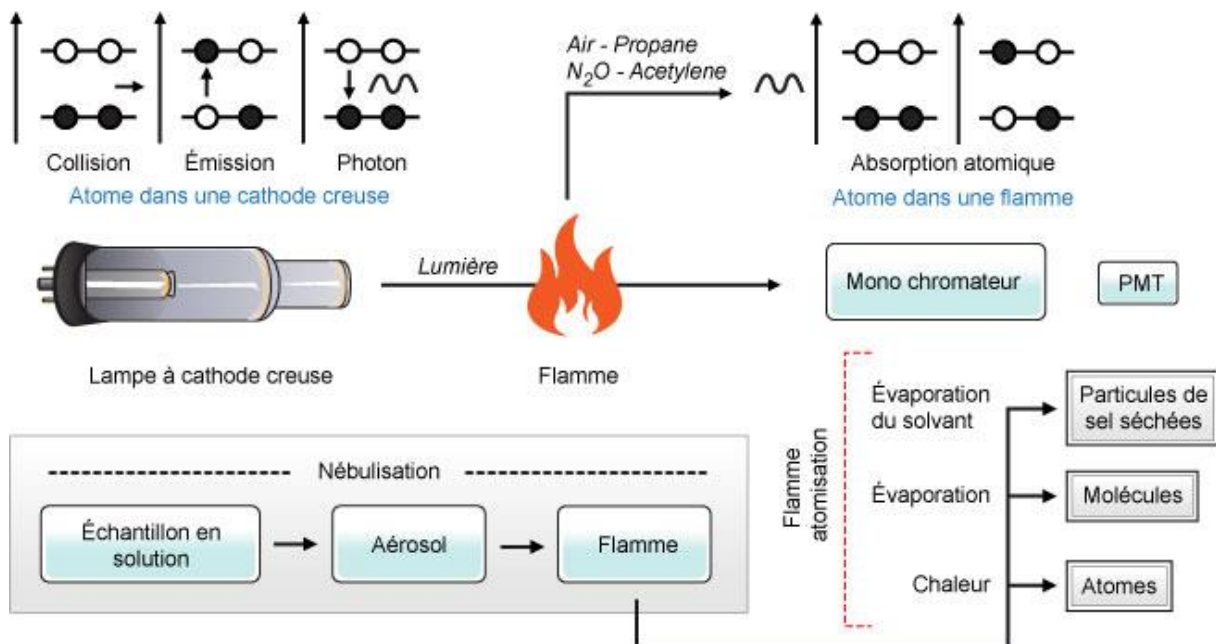 Collision
Émission
Photon
Atome dans une cathode creuse
Air - Propane
N₂O - Acetylene
Absorption atomique
Atome dans une flamme
Lumière
Mono chromateur
PMT
Lampe à cathode creuse
Flamme
Nébulisation
Échantillon en
solution
Aérosol
Flamme
Flamme
atomisation
Évaporation
du solvant
Particules de
sel séchées
Évaporation
Molécules
Chaleur
Atomes